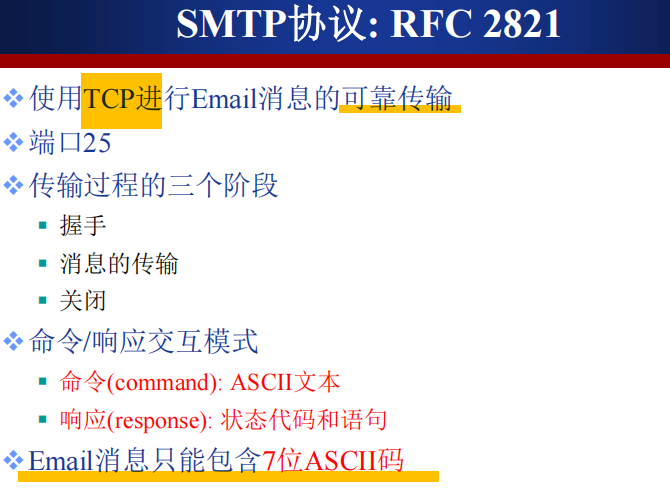 SMTP协议: RFC 2821
使用TCP进行Email消息的可靠传输
端口25
传输过程的三个阶段
握手
消息的传输
关闭
命令/响应交互模式
命令(command): ASCII文本
响应(response): 状态代码和语句
Email消息只能包含7位ASCII码